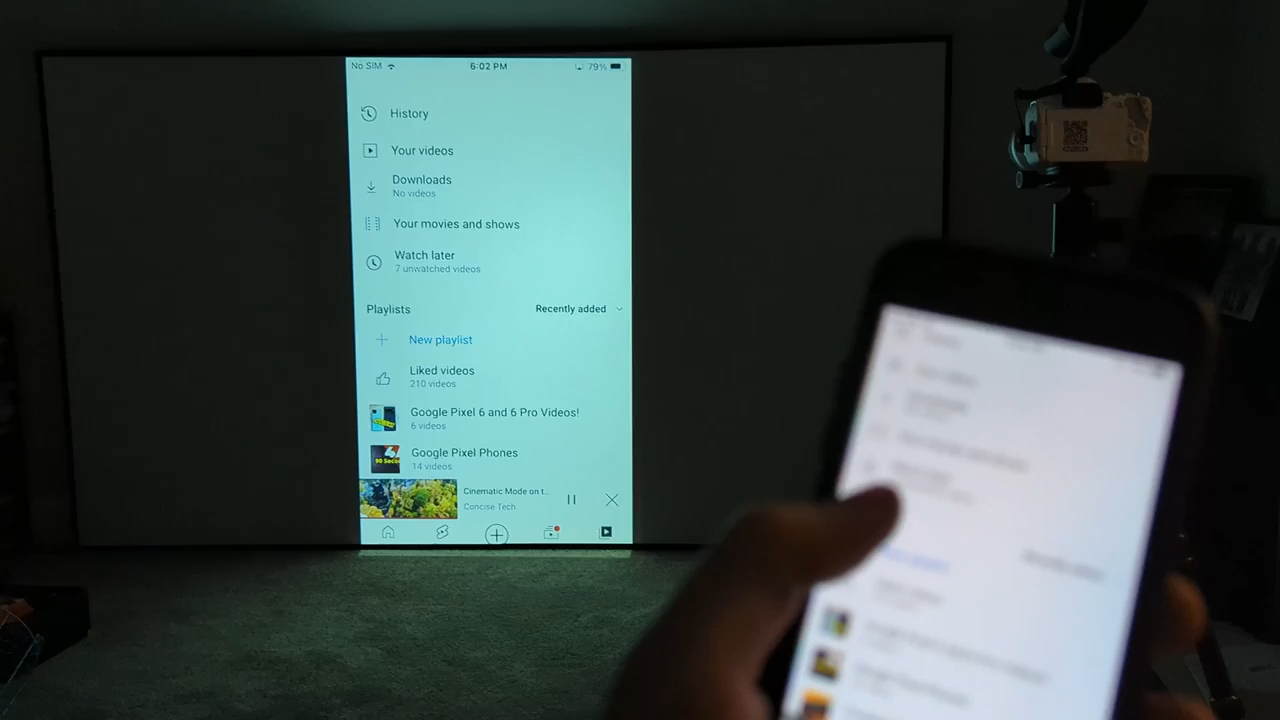 No SIM 6:02 PM 79%
History
Your videos
Downloads
No videos
Your movies and shows
Watch later
7 unwatched videos
Playlists Recently added
New playlist
Liked videos
210 videos
Google Pixel 6 and 6 Pro Videos!
6 videos
Google Pixel Phones
14 videos
Cinematic Mode on t...
Concise Tech